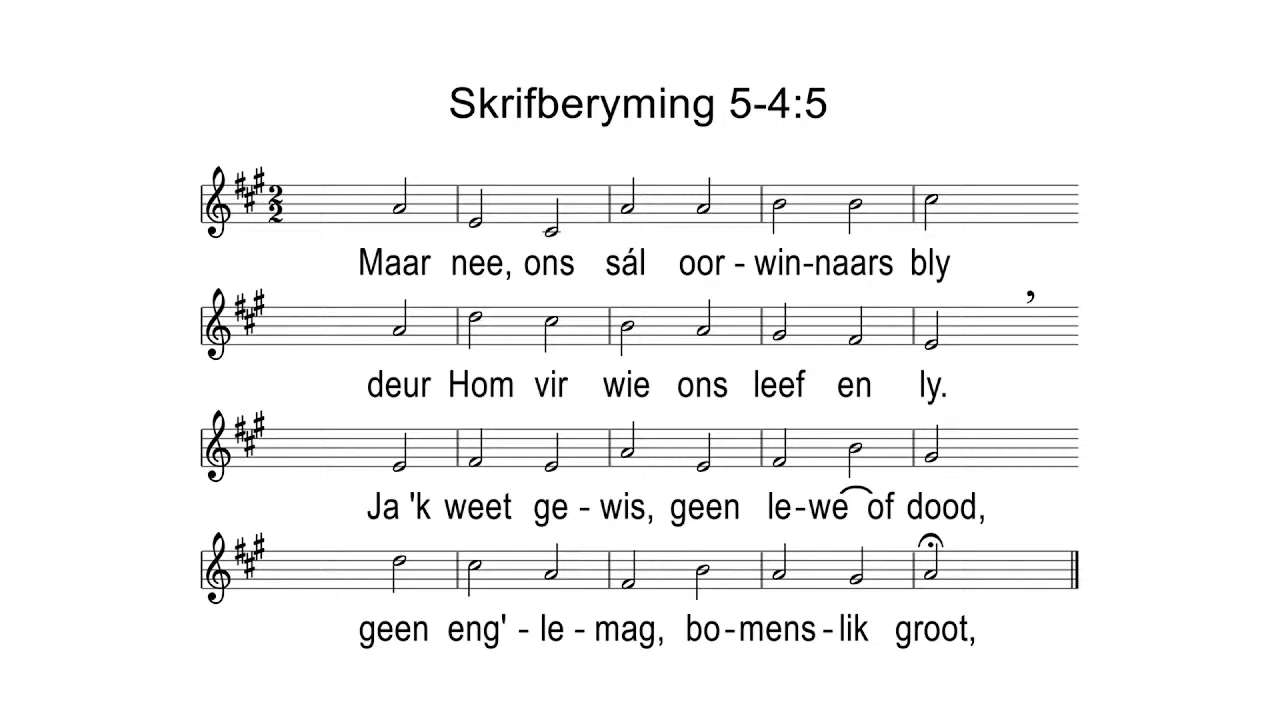 Skrifberyming 5-4:5
Maar nee, ons sál oor - win-naars bly
deur Hom vir wie ons leef en ly.
Ja 'k weet ge - wis, geen le-we of dood,
geen eng' - le - mag, bo-mens-lik groot,